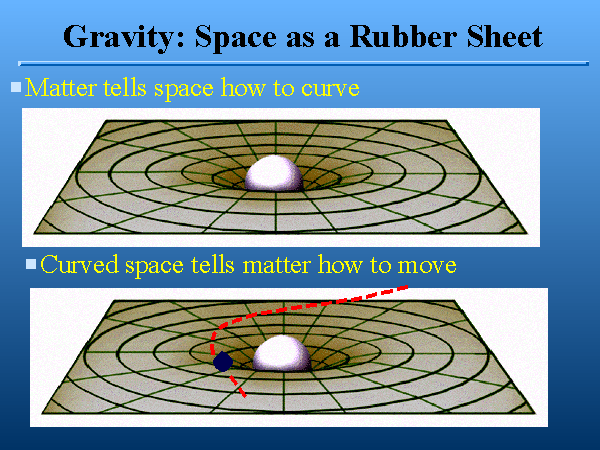 Gravity: Space as a Rubber Sheet
Matter tells space how to curve
Curved space tells matter how to move